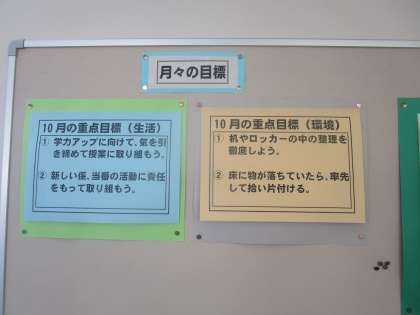 月々の目標
10月の重点目標（生活）
① 学力アップに向けて、気を引
き締めて授業に取り組もう。
② 新しい係、当番の活動に責任
をもって取り組もう。
10月の重点目標（環境）
① 机やロッカーの中の整理を
徹底しよう。
② 床に物が落ちていたら、率先
して拾い片付ける。